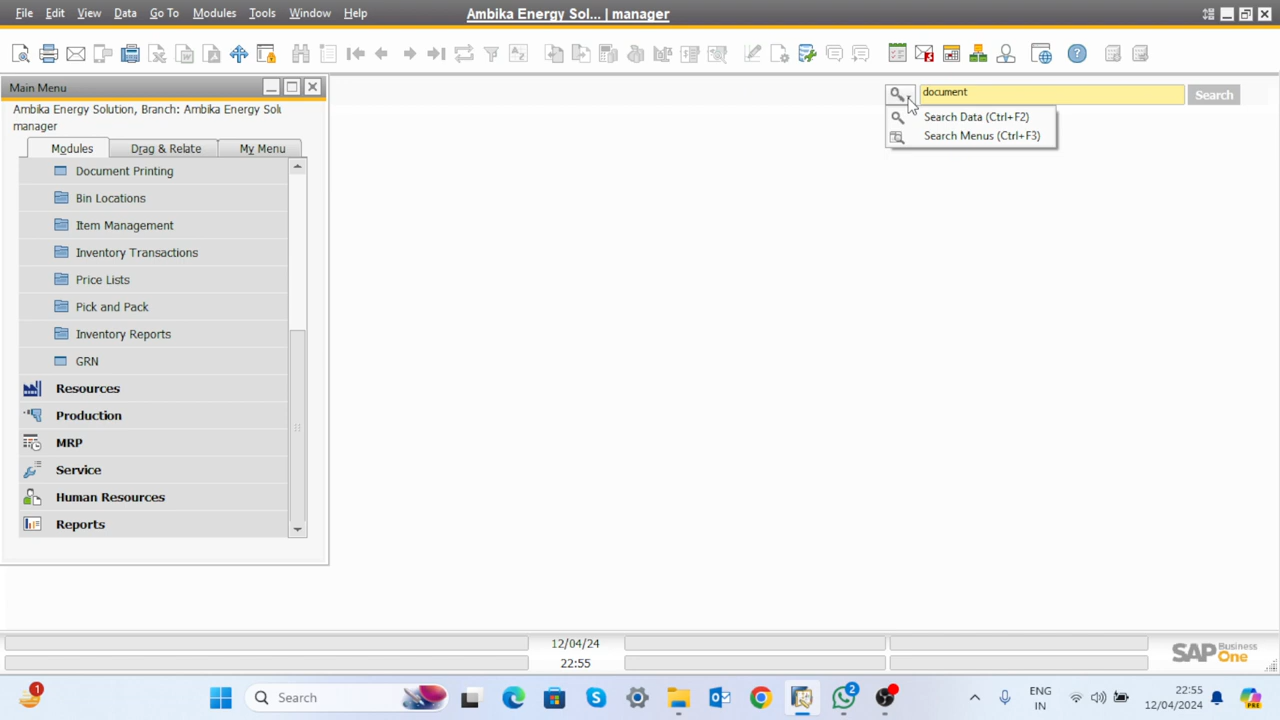 File Edit View Data Go To Modules Tools Window Help
Ambika Energy Sol... | manager
Main Menu
Ambika Energy Solution, Branch: Ambika Energy Sol
manager
Modules Drag & Relate My Menu
Document Printing
Bin Locations
Item Management
Inventory Transactions
Price Lists
Pick and Pack
Inventory Reports
GRN
Resources
Production
MRP
Service
Human Resources
Reports
document
Search
Search Data (Ctrl+F2)
Search Menus (Ctrl+F3)
12/04/24
22:55
SAP Business One
1
Search
2
ENG
IN
22:55
12/04/2024
PRE